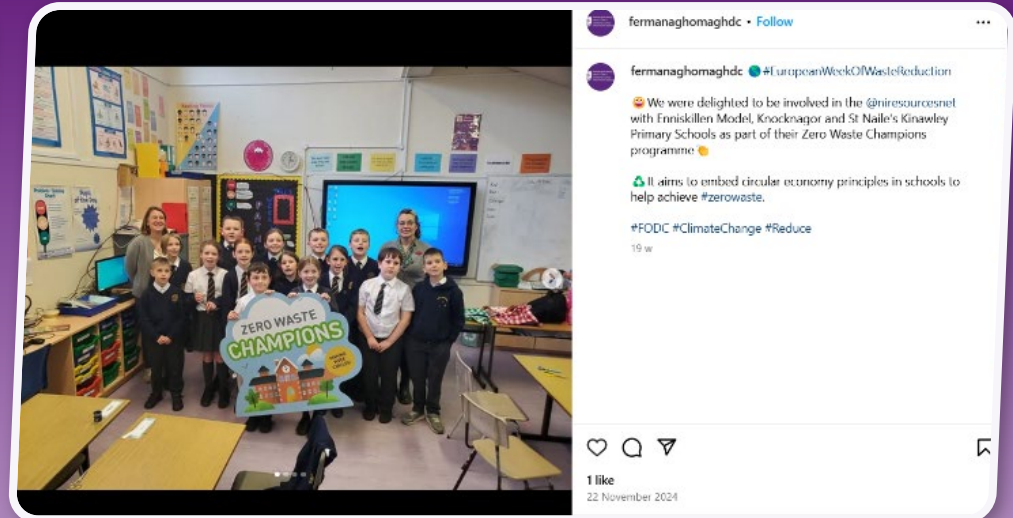 fermanaghomaghdc • Follow
fermanaghomaghdc 🌍#EuropeanWeekOfWasteReduction
😀We were delighted to be involved in the @niresourcesnet
with Enniskillen Model, Knocknagor and St Naile's Kinawley
Primary Schools as part of their Zero Waste Champions
programme 👏
♻️It aims to embed circular economy principles in schools to
help achieve #zerowaste.
#FODC #ClimateChange #Reduce
19 w
ZERO WASTE
CHAMPIONS
1 like
22 November 2024